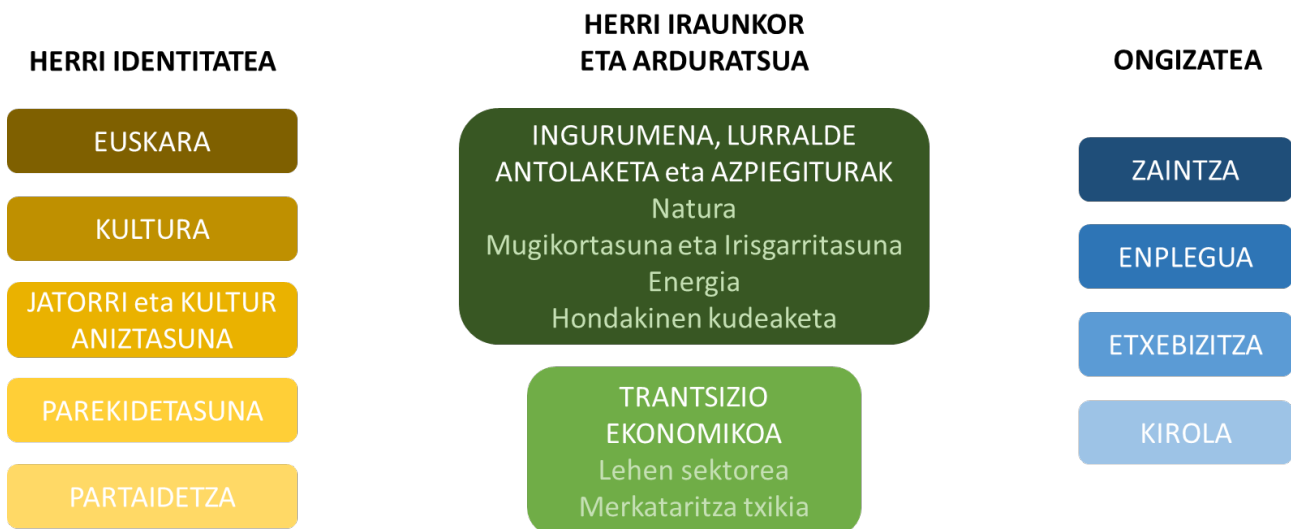 HERRI IDENTITATEA
EUSKARA
KULTURA
JATORRI eta KULTUR
ANIZTASUNA
PAREKIDETASUNA
PARTAIDETZA
HERRI IRAUNKOR
ETA ARDURATSUA
INGURUMENA, LURRALDE
ANTOLAKETA eta AZPIEGITURAK
Natura
Mugikortasuna eta Irisgarritasuna
Energia
Hondakinen kudeaketa
TRANTSIZIO
EKONOMIKOA
Lehen sektorea
Merkataritza txikia
ONGIZATEA
ZAINTZA
ENPLEGUA
ETXEBIZITZA
KIROLA